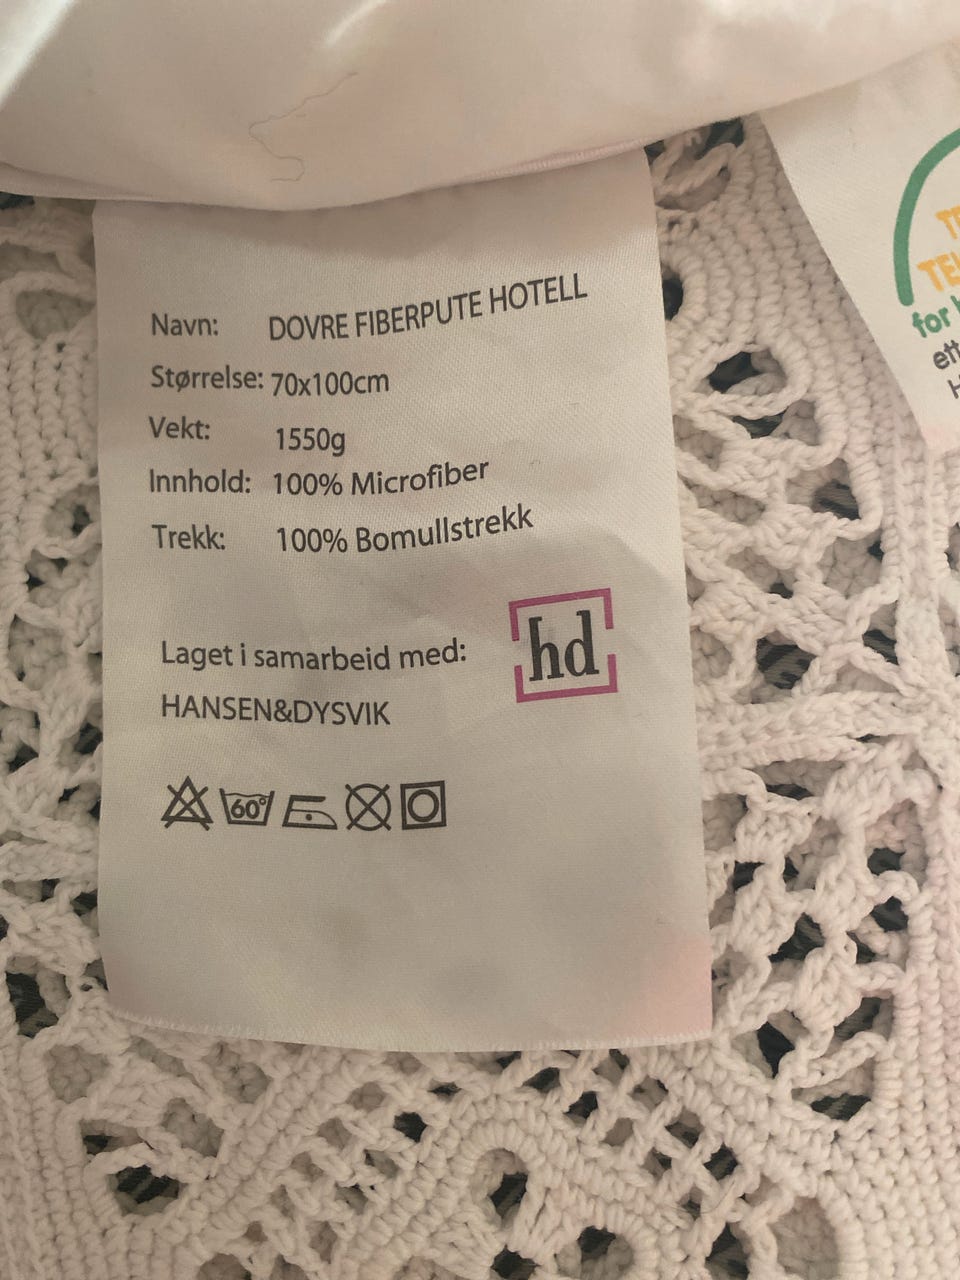 Navn: DOVRE FIBERPUTE HOTELL
Størrelse: 70x100cm
Vekt: 1550g
Innhold: 100% Microfiber
Trekk: 100% Bomullstrekk
Laget i samarbeid med:
HANSEN&DYSVIK
hd
60°
for